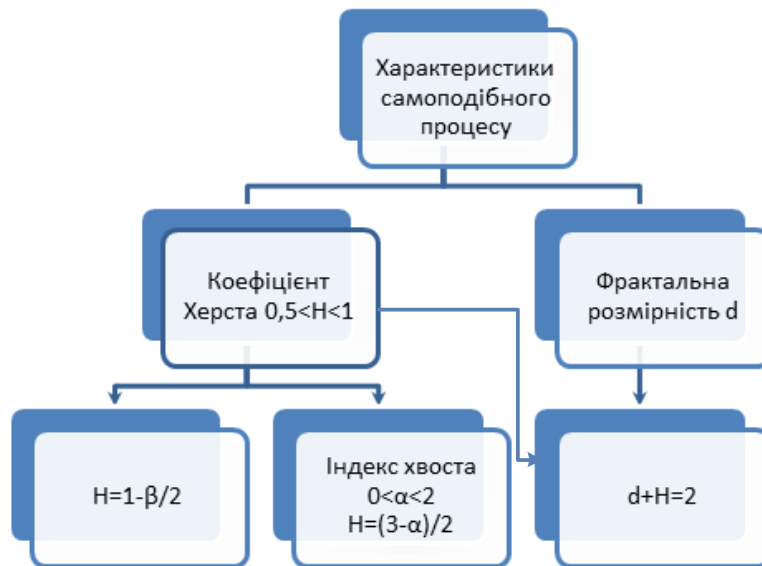 Характеристики
самоподібного
процесу
Коефіцієнт
Херста 0,5<H<1
Фрактальна
розмірність d
H=1-β/2
Індекс хвоста
0<α<2
H=(3-α)/2
d+H=2